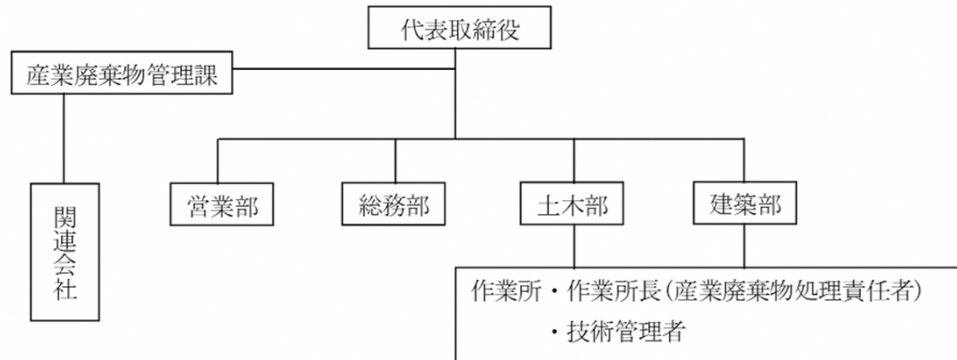 代表取締役
産業廃棄物管理課
営業部
総務部
土木部
建築部
関連会社
作業所・作業所長(産業廃棄物処理責任者)
・技術管理者